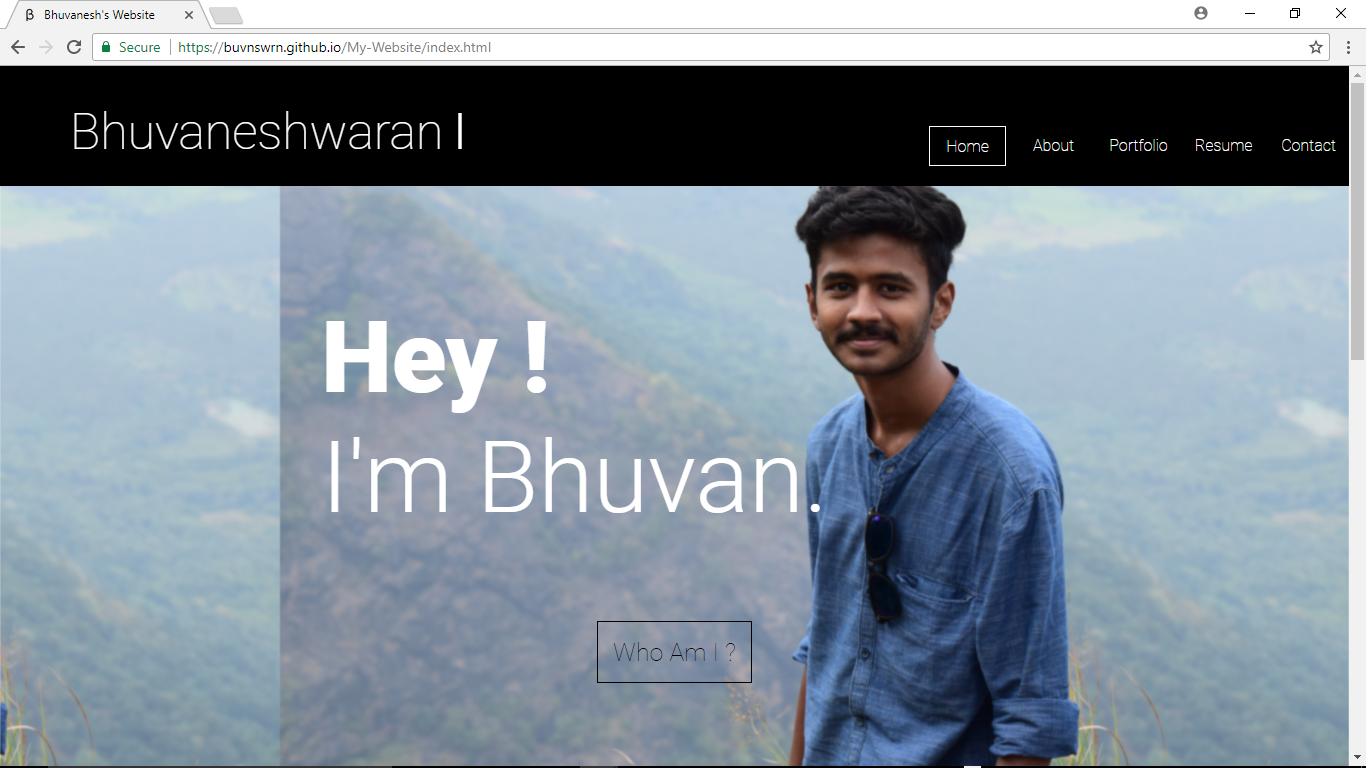 β Bhuvanesh's Website
Secure https://buvnswrn.github.io/My-Website/index.html
Bhuvaneshwaran I
Home About Portfolio Resume Contact
Hey !
I'm Bhuvan.
Who Am I ?